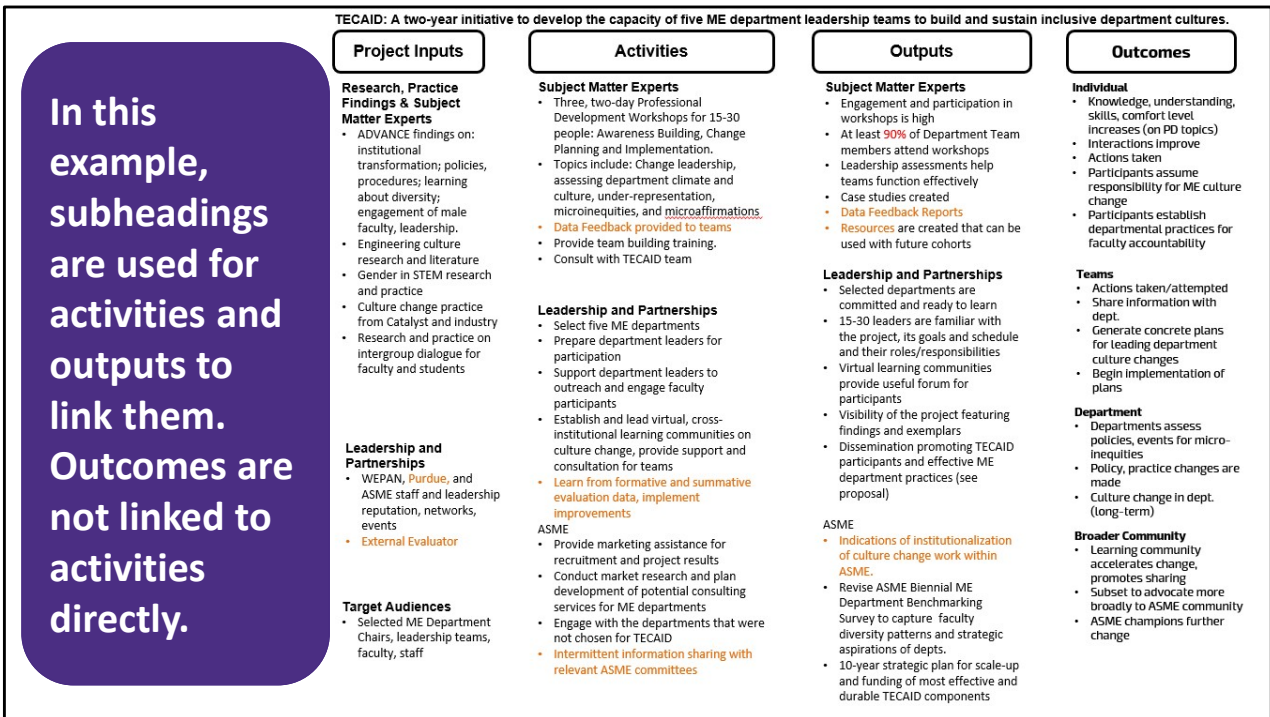 TECAID: A two-year initiative to develop the capacity of five ME department leadership teams to build and sustain inclusive department cultures.
In this
example,
subheadings
are used for
activities and
outputs to
link them.
Outcomes are
not linked to
activities
directly.
Project Inputs
Research, Practice
Findings & Subject
Matter Experts
• ADVANCE findings on:
institutional
transformation; policies,
procedures; learning
about diversity;
engagement of male
faculty, leadership.
• Engineering culture
research and literature
• Gender in STEM research
and practice
• Culture change practice
from Catalyst and industry
• Research and practice on
intergroup dialogue for
faculty and students
Leadership and
Partnerships
• WEPAN, Purdue, and
ASME staff and leadership
reputation, networks,
events
• External Evaluator
Target Audiences
• Selected ME Department
Chairs, leadership teams,
faculty, staff
Activities
Subject Matter Experts
• Three, two-day Professional
Development Workshops for 15-30
people: Awareness Building, Change
Planning and Implementation.
• Topics include: Change leadership,
assessing department climate and
culture, under-representation,
microinequities, and microaffirmations
• Data Feedback provided to teams
• Provide team building training.
• Consult with TECAID team
Leadership and Partnerships
• Select five ME departments
• Prepare department leaders for
participation
• Support department leaders to
outreach and engage faculty
participants
• Establish and lead virtual, cross-
institutional learning communities on
culture change, provide support and
consultation for teams
• Learn from formative and summative
evaluation data, implement
improvements
ASME
• Provide marketing assistance for
recruitment and project results
• Conduct market research and plan
development of potential consulting
services for ME departments
• Engage with the departments that were
not chosen for TECAID
• Intermittent information sharing with
relevant ASME committees
Outputs
Subject Matter Experts
• Engagement and participation in
workshops is high
• At least 90% of Department Team
members attend workshops
• Leadership assessments help
teams function effectively
• Case studies created
• Data Feedback Reports
• Resources are created that can be
used with future cohorts
Leadership and Partnerships
• Selected departments are
committed and ready to learn
• 15-30 leaders are familiar with
the project, its goals and schedule
and their roles/responsibilities
• Virtual learning communities
provide useful forum for
participants
• Visibility of the project featuring
findings and exemplars
• Dissemination promoting TECAID
participants and effective ME
department practices (see
proposal)
ASME
• Indications of institutionalization
of culture change work within
ASME.
• Revise ASME Biennial ME
Department Benchmarking
Survey to capture faculty
diversity patterns and strategic
aspirations of depts.
• 10-year strategic plan for scale-up
and funding of most effective and
durable TECAID components
Outcomes
Individual
• Knowledge, understanding,
skills, comfort level
increases (on PD topics)
• Interactions improve
• Actions taken
• Participants assume
responsibility for ME culture
change
• Participants establish
departmental practices for
faculty accountability
Teams
• Actions taken/attempted
• Share information with
dept.
• Generate concrete plans
for leading department
culture changes
• Begin implementation of
plans
Department
• Departments assess
policies, events for micro-
inequities
• Policy, practice changes are
made
• Culture change in dept.
(long-term)
Broader Community
• Learning community
accelerates change,
promotes sharing
• Subset to advocate more
broadly to ASME community
• ASME champions further
change